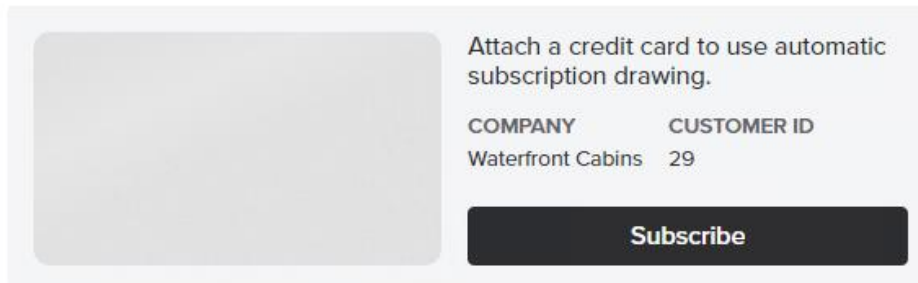 Attach a credit card to use automatic
subscription drawing.
COMPANY CUSTOMER ID
Waterfront Cabins 29
Subscribe